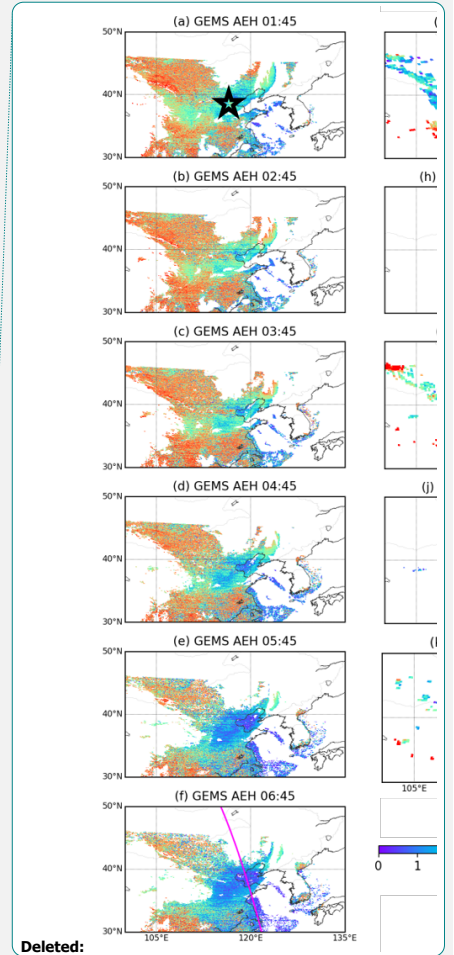 (a) GEMS AEH 01:45
50°N
40°N
30°N
(b) GEMS AEH 02:45
(h)
50°N
40°N
30°N
(c) GEMS AEH 03:45
50°N
40°N
30°N
(d) GEMS AEH 04:45
(j)
50°N
40°N
30°N
(e) GEMS AEH 05:45
50°N
40°N
30°N
105°E
(f) GEMS AEH 06:45
50°N
40°N
30°N
0 1
105°E 120°E 135°E
Deleted: